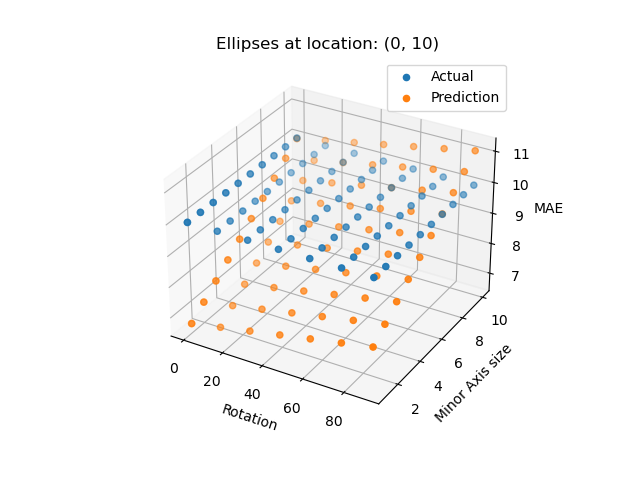 Ellipses at location: (0, 10)
Actual
Prediction
11
10
9
8
7
MAE
0
20
40
60
80
Rotation
2
4
6
8
10
Minor Axis size